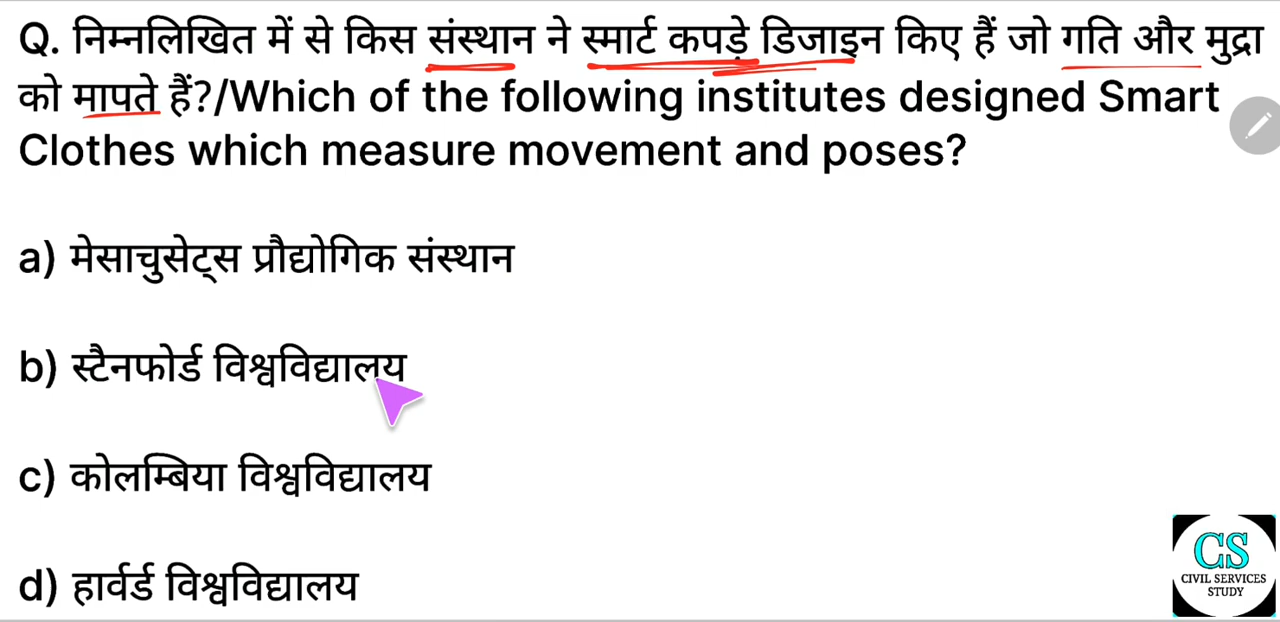 Q. निम्नलिखित में से किस संस्थान ने स्मार्ट कपड़े डिजाइन किए हैं जो गति और मुद्रा
को मापते हैं?/Which of the following institutes designed Smart
Clothes which measure movement and poses?
a) मेसाचुसेट्स प्रौद्योगिक संस्थान
b) स्टैनफोर्ड विश्वविद्यालय
c) कोलम्बिया विश्वविद्यालय
d) हार्वर्ड विश्वविद्यालय
CS
CIVIL SERVICES
STUDY